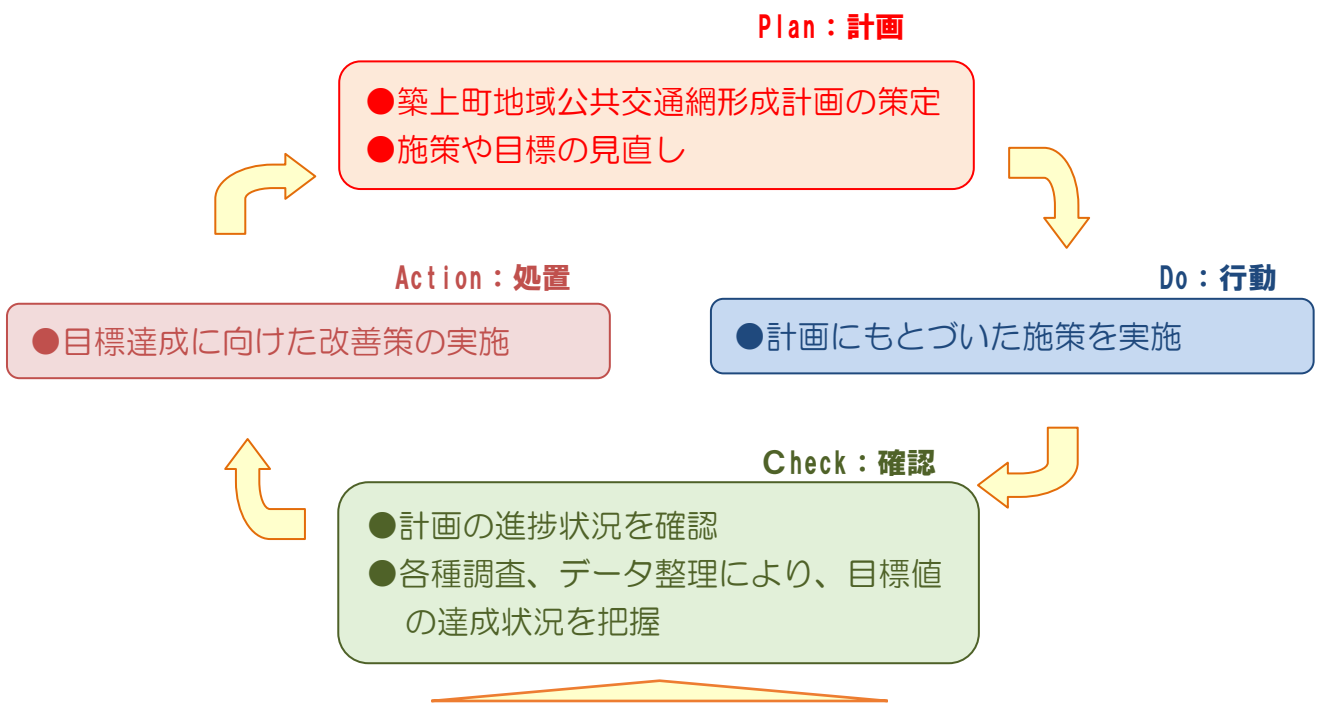 Plan：計画
●築上町地域公共交通網形成計画の策定
●施策や目標の見直し
Action：処置
●目標達成に向けた改善策の実施
Do：行動
●計画にもとづいた施策を実施
Check：確認
●計画の進捗状況を確認
●各種調査、データ整理により、目標値
の達成状況を把握